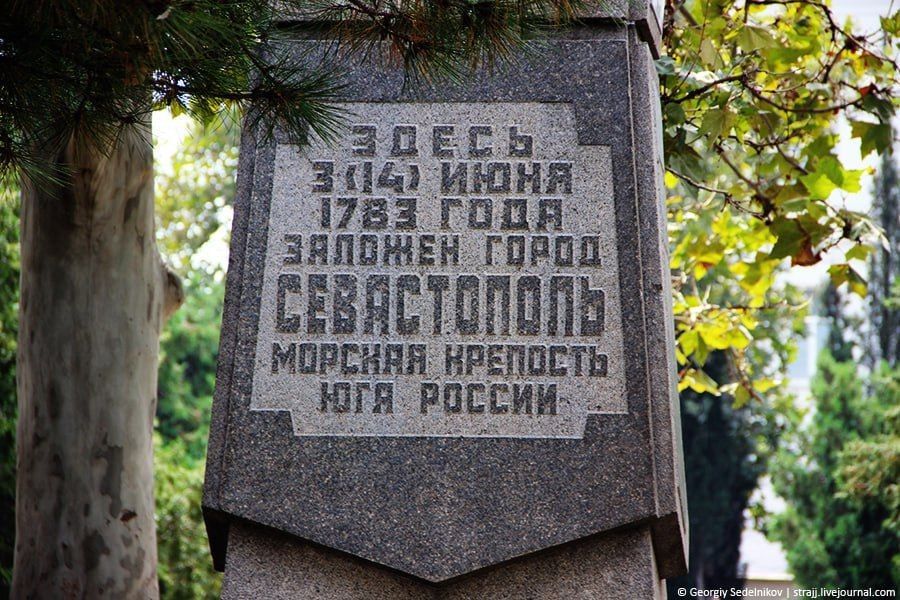 ЗДЕСЬ
3 (14) ИЮНЯ
1783 ГОДА
ЗАЛОЖЕН ГОРОД
СЕВАСТОПОЛЬ
МОРСКАЯ КРЕПОСТЬ
ЮГА РОССИИ
© Georgiy Sedelnikov | strajj.livejournal.com